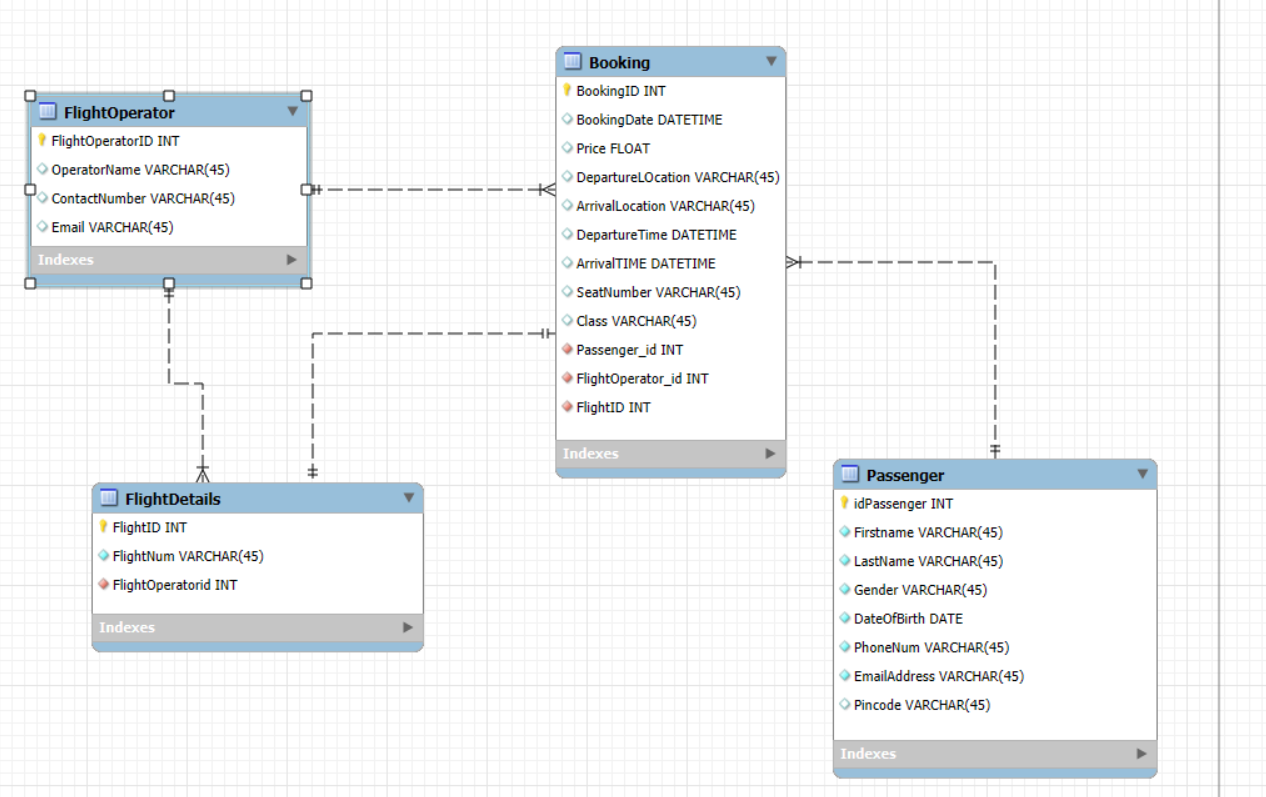 FlightOperator
FlightOperatorID INT
OperatorName VARCHAR(45)
ContactNumber VARCHAR(45)
Email VARCHAR(45)
Indexes
Booking
BookingID INT
BookingDate DATETIME
Price FLOAT
DepartureLOcation VARCHAR(45)
ArrivalLocation VARCHAR(45)
DepartureTime DATETIME
ArrivalTIME DATETIME
SeatNumber VARCHAR(45)
Class VARCHAR(45)
Passenger_id INT
FlightOperator_id INT
FlightID INT
Indexes
FlightDetails
FlightID INT
FlightNum VARCHAR(45)
FlightOperatorid INT
Indexes
Passenger
idPassenger INT
Firstname VARCHAR(45)
LastName VARCHAR(45)
Gender VARCHAR(45)
DateOfBirth DATE
PhoneNum VARCHAR(45)
EmailAddress VARCHAR(45)
Pincode VARCHAR(45)
Indexes